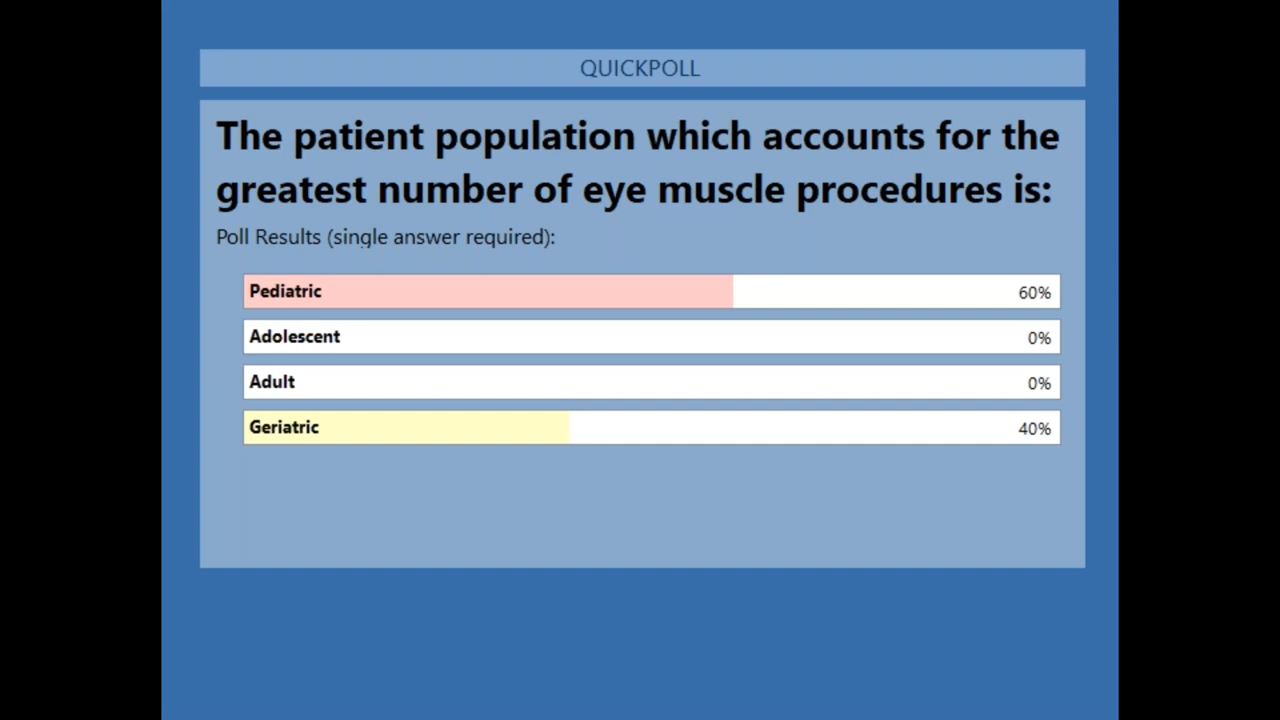 QUICKPOLL
The patient population which accounts for the
greatest number of eye muscle procedures is:
Poll Results (single answer required):
Pediatric 60%
Adolescent 0%
Adult 0%
Geriatric 40%